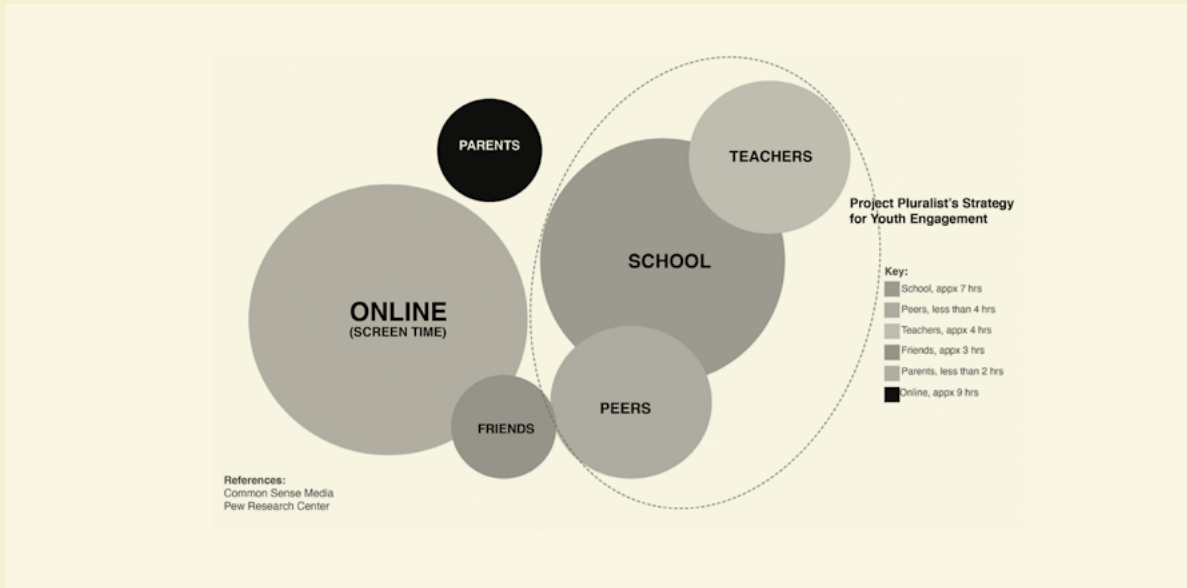 PARENTS
TEACHERS
Project Pluralist's Strategy
for Youth Engagement
SCHOOL
ONLINE
(SCREEN TIME)
PEERS
FRIENDS
Key:
School, appx 7 hrs
Peers, less than 4 hrs
Teachers, appx 4 hrs
Friends, appx 3 hrs
Parents, less than 2 hrs
Online, appx 9 hrs
References:
Common Sense Media
Pew Research Center